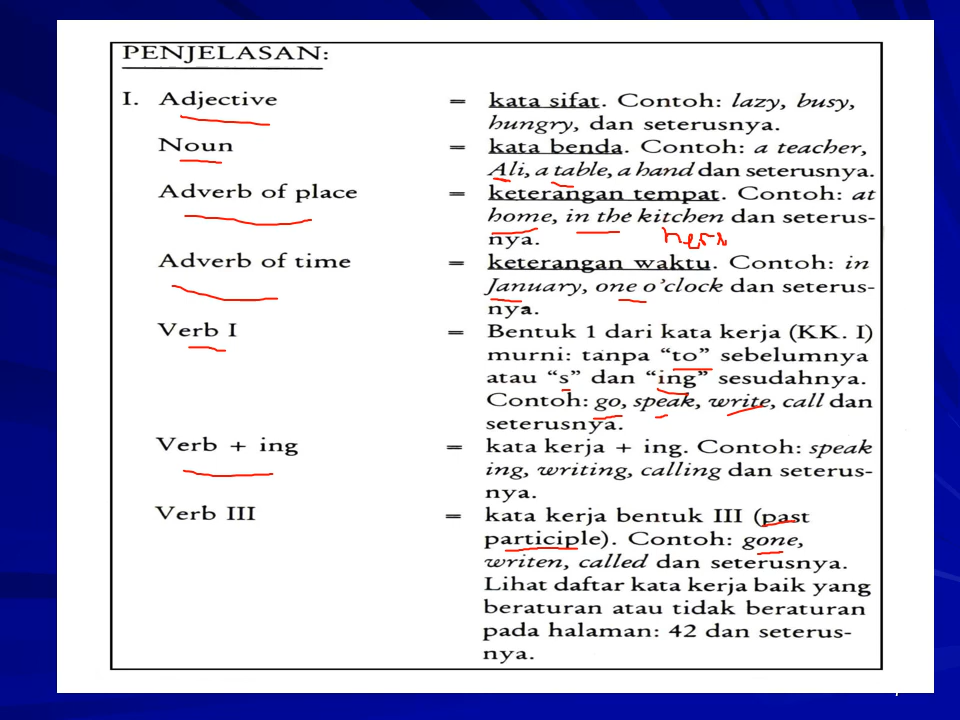 PENJELASAN:
I. Adjective = kata sifat. Contoh: lazy, busy,
hungry, dan seterusnya.
Noun = kata benda. Contoh: a teacher,
Ali, a table, a hand dan seterusnya.
Adverb of place = keterangan tempat. Contoh: at
home, in the kitchen dan seterus-
nya.
Adverb of time = keterangan waktu. Contoh: in
January, one o'clock dan seterus-
nya.
Verb I = Bentuk 1 dari kata kerja (KK. I)
murni: tanpa "to" sebelumnya
atau "s" dan "ing" sesudahnya.
Contoh: go, speak, write, call dan
seterusnya.
Verb + ing = kata kerja + ing. Contoh: speak
ing, writing, calling dan seterus-
nya.
Verb III = kata kerja bentuk III (past
participle). Contoh: gone,
writen, called dan seterusnya.
Lihat daftar kata kerja baik yang
beraturan atau tidak beraturan
pada halaman: 42 dan seterus-
nya.